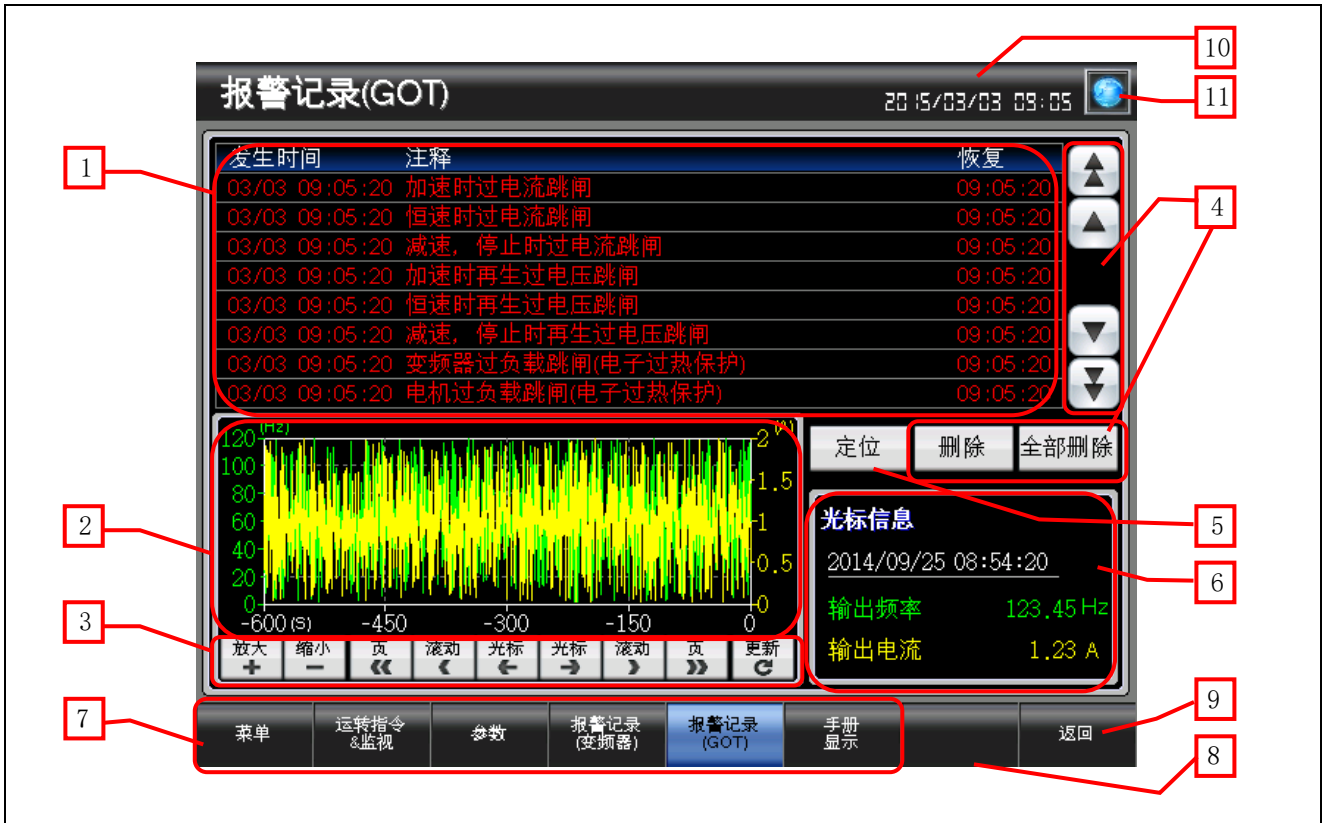 10
报警记录(GOT)
2015/03/03 09:05
11
1
发生时间 注释 恢复
03/03 09:05:20 加速时过电流跳闸 09:05:20
03/03 09:05:20 恒速时过电流跳闸 09:05:20
03/03 09:05:20 减速，停止时过电流跳闸 09:05:20
03/03 09:05:20 加速时再生过电压跳闸 09:05:20
03/03 09:05:20 恒速时再生过电压跳闸 09:05:20
03/03 09:05:20 减速，停止时再生过电压跳闸 09:05:20
03/03 09:05:20 变频器过负载跳闸(电子过热保护) 09:05:20
03/03 09:05:20 电机过负载跳闸(电子过热保护) 09:05:20
4
2
(Hz) (A)
120 2
100
80 1.5
60 1
40
20 0.5
0 0
-600 (S) -450 -300 -150 0
定位 删除 全部删除
5
光标信息
2014/09/25 08:54:20
输出频率 123.45 Hz
输出电流 1.23 A
6
3
放大 缩小 页 滚动 光标 光标 滚动 页 更新
+ − « ‹ ← → › »
7
菜单
运转指令
&监视
参数
报警记录
(变频器)
报警记录
(GOT)
手册
显示
返回
9
8